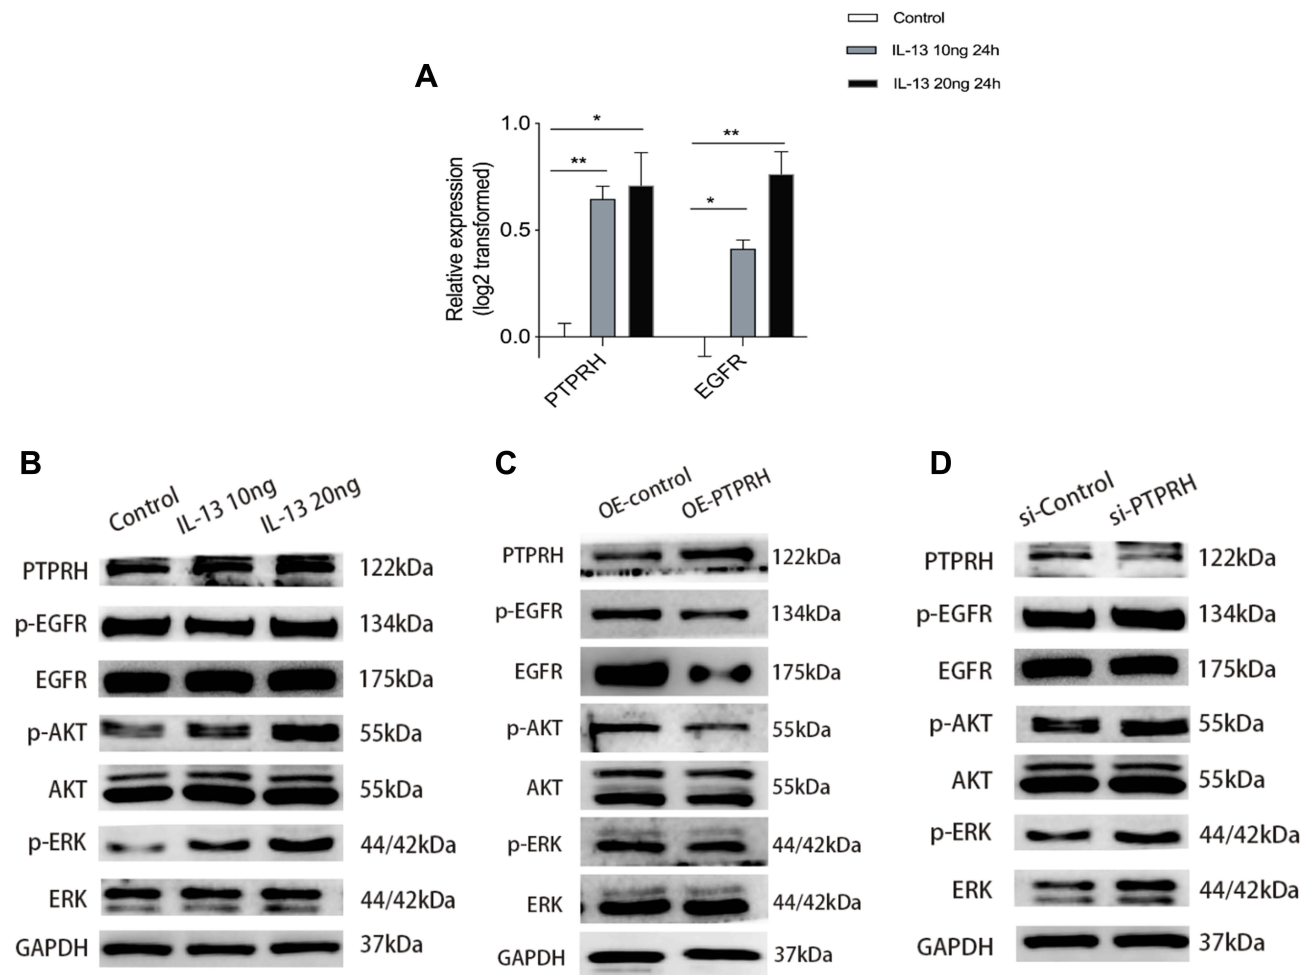 Control
IL-13 10ng 24h
IL-13 20ng 24h
A
Relative expression
(log2 transformed)
1.0
0.5
0.0
*
**
**
*
PTPRH
EGFR
B
Control
IL-13 10ng
IL-13 20ng
PTPRH 122kDa
p-EGFR 134kDa
EGFR 175kDa
p-AKT 55kDa
AKT 55kDa
p-ERK 44/42kDa
ERK 44/42kDa
GAPDH 37kDa
C
OE-control
OE-PTPRH
PTPRH 122kDa
p-EGFR 134kDa
EGFR 175kDa
p-AKT 55kDa
AKT 55kDa
p-ERK 44/42kDa
ERK 44/42kDa
GAPDH 37kDa
D
si-Control
si-PTPRH
PTPRH 122kDa
p-EGFR 134kDa
EGFR 175kDa
p-AKT 55kDa
AKT 55kDa
p-ERK 44/42kDa
ERK 44/42kDa
GAPDH 37kDa